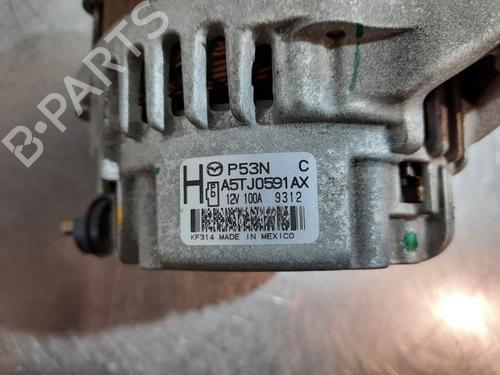 B-PARTS
P53N C
H
A5TJ0591AX
12V 100A 9312
KF314 MADE IN MEXICO